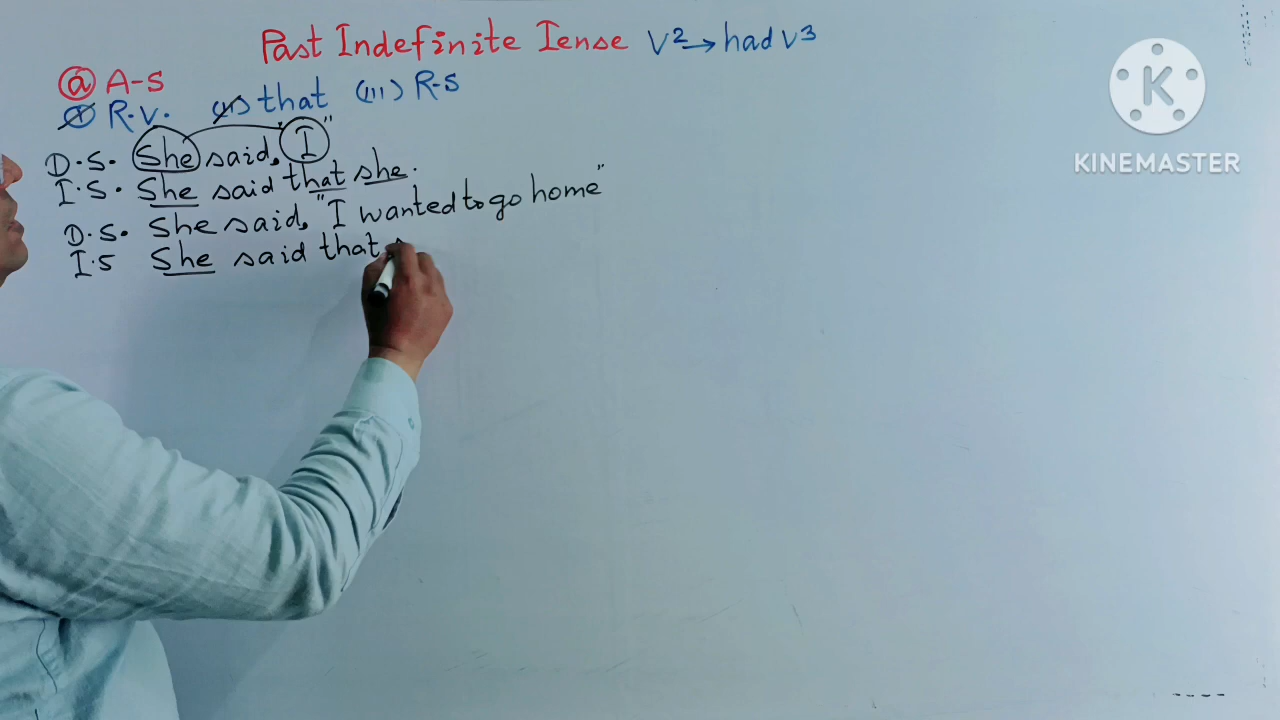 Past Indefinite Tense V2→had V3
ⓐ A-S
R.V. (ii) that (iii) R-S
D.S. She said, "I"
I.S. She said that she.
D.S. She said, "I wanted to go home"
I.S She said that s
K
KINEMASTER